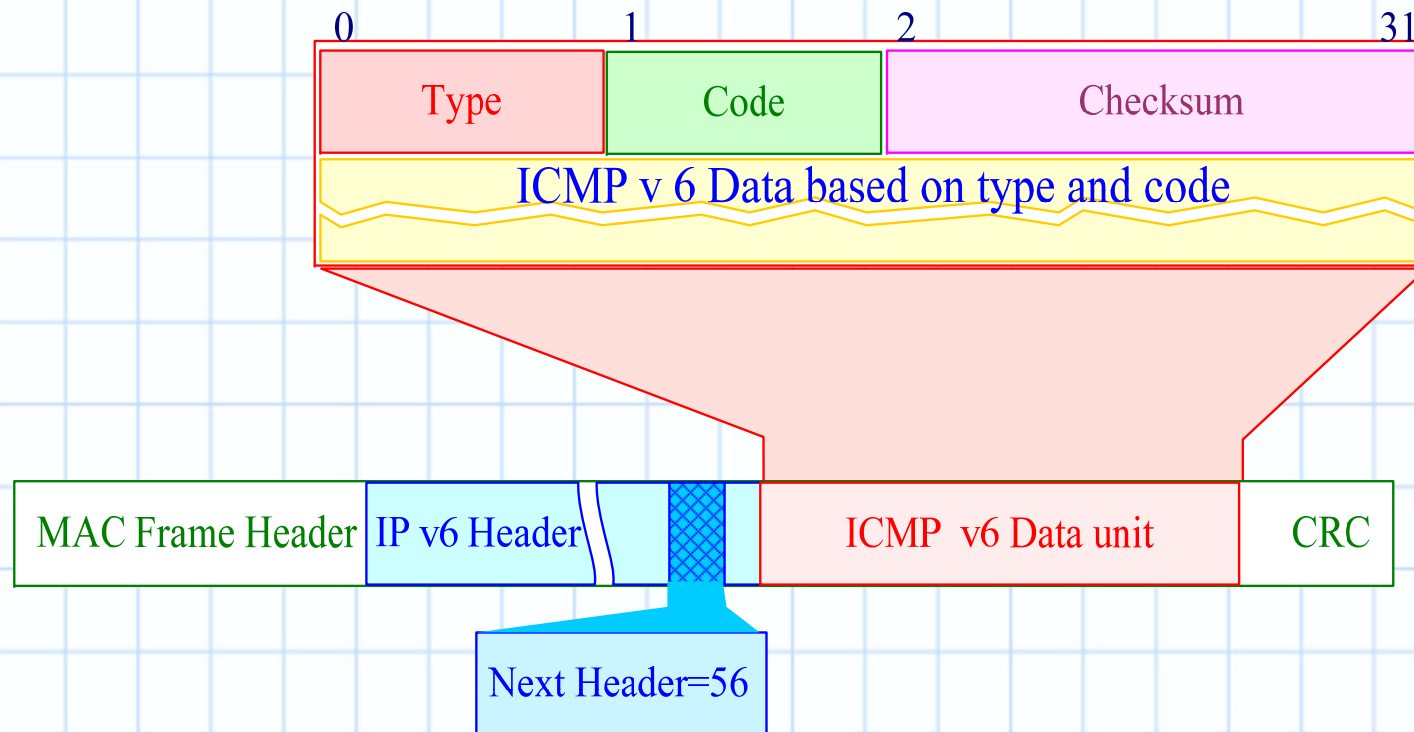 0 1 2 31
Type Code Checksum
ICMP v 6 Data based on type and code
MAC Frame Header IP v6 Header ICMP v6 Data unit CRC
Next Header=56